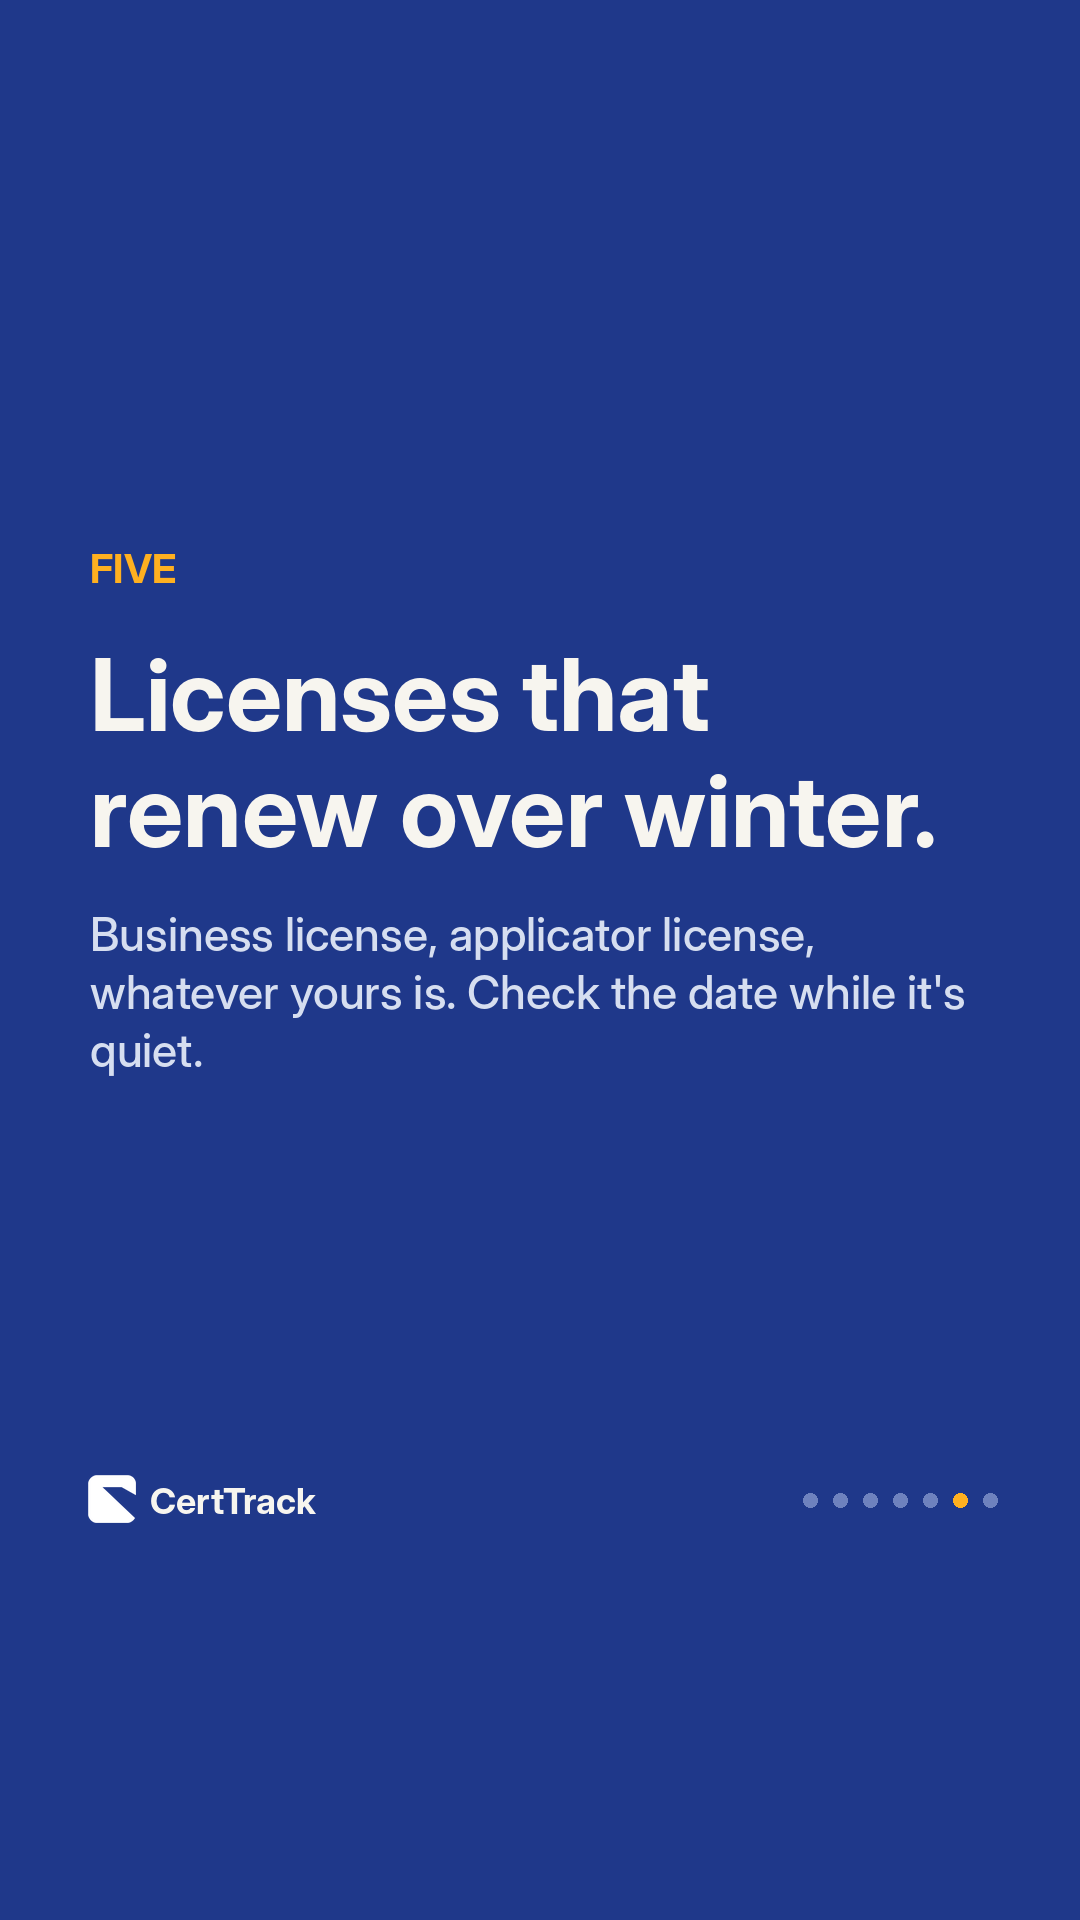 FIVE
Licenses that
renew over winter.
Business license, applicator license,
whatever yours is. Check the date while it's
quiet.
CertTrack